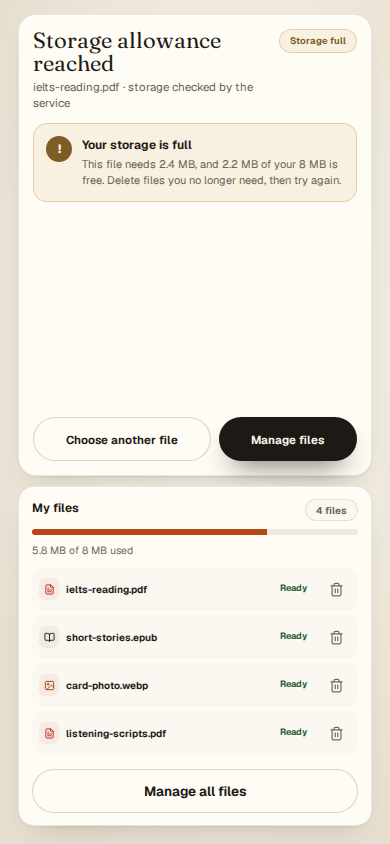 Storage allowance
reached
Storage full
ielts-reading.pdf · storage checked by the
service
!
Your storage is full
This file needs 2.4 MB, and 2.2 MB of your 8 MB is
free. Delete files you no longer need, then try again.
Choose another file
Manage files
My files
4 files
5.8 MB of 8 MB used
ielts-reading.pdf
Ready
short-stories.epub
Ready
card-photo.webp
Ready
listening-scripts.pdf
Ready
Manage all files